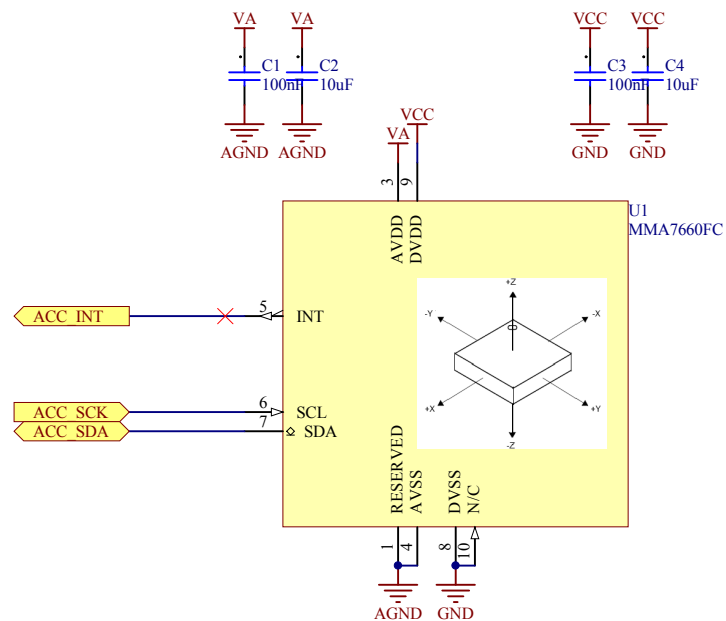 VA VA VCC VCC
C1 C2 C3 C4
100nF 10uF 100nF 10uF
AGND AGND GND GND
VCC
VA
3 9
U1
MMA7660FC
AVDD DVDD
ACC_INT 5 INT
+Z
-Y -X
+X +Y
-Z
ACC_SCK 6 SCL
ACC_SDA 7 SDA
RESERVED AVSS DVSS N/C
1 4 8 10
AGND GND